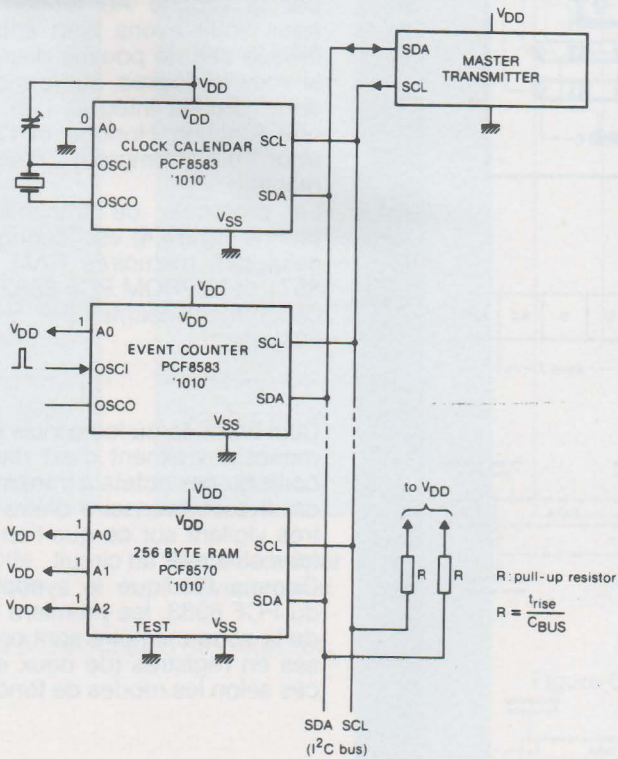 VDD
SDA
MASTER
TRANSMITTER
SCL
VDD
0
A0
VDD
CLOCK CALENDAR
PCF8583
'1010'
SCL
OSCI
OSCO
SDA
VSS
VDD
VDD
1
A0
EVENT COUNTER
PCF8583
'1010'
SCL
OSCI
OSCO
SDA
VSS
to VDD
VDD
VDD
1
A0
256 BYTE RAM
PCF8570
'1010'
SCL
VDD
1
A1
VDD
1
A2
SDA
TEST
VSS
R
R
R: pull-up resistor
R = trise
CBUS
SDA SCL
(I²C bus)